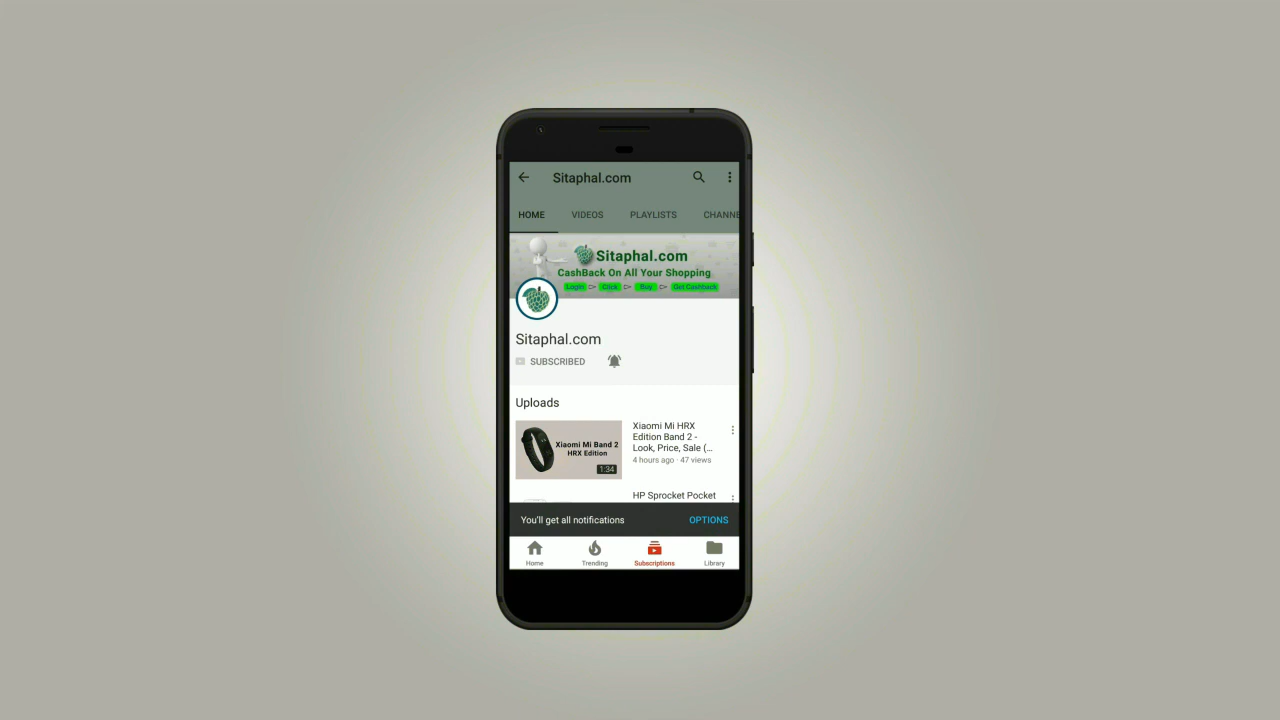 Sitaphal.com
HOME VIDEOS PLAYLISTS CHANNE
Sitaphal.com
CashBack On All Your Shopping
Login Click Buy Get Cashback
Sitaphal.com
SUBSCRIBED
Uploads
Xiaomi Mi Band 2
HRX Edition
1:34
Xiaomi Mi HRX
Edition Band 2 -
Look, Price, Sale (...
4 hours ago · 47 views
HP Sprocket Pocket
You'll get all notifications OPTIONS
Home Trending Subscriptions Library